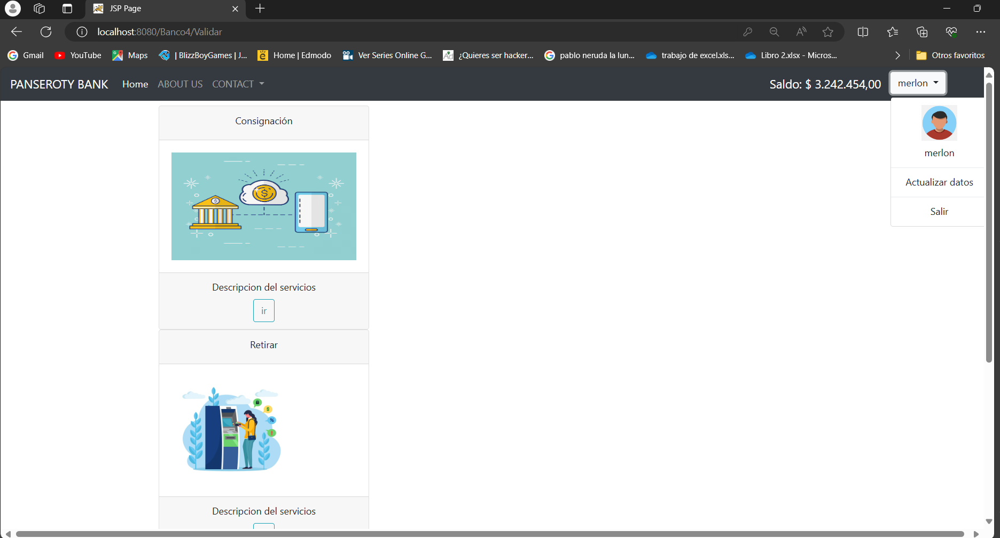 JSP Page
localhost:8080/Banco4/Validar
Gmail YouTube Maps | BlizzBoyGames | J... Home | Edmodo Ver Series Online G... ¿Quieres ser hacker... pablo neruda la lun... trabajo de excel.xls... Libro 2.xlsx - Micros... Otros favoritos
PANSEROTY BANK Home ABOUT US CONTACT Saldo: $ 3.242.454,00 merlon
merlon
Actualizar datos
Salir
Consignación
Descripcion del servicios
ir
Retirar
Descripcion del servicios